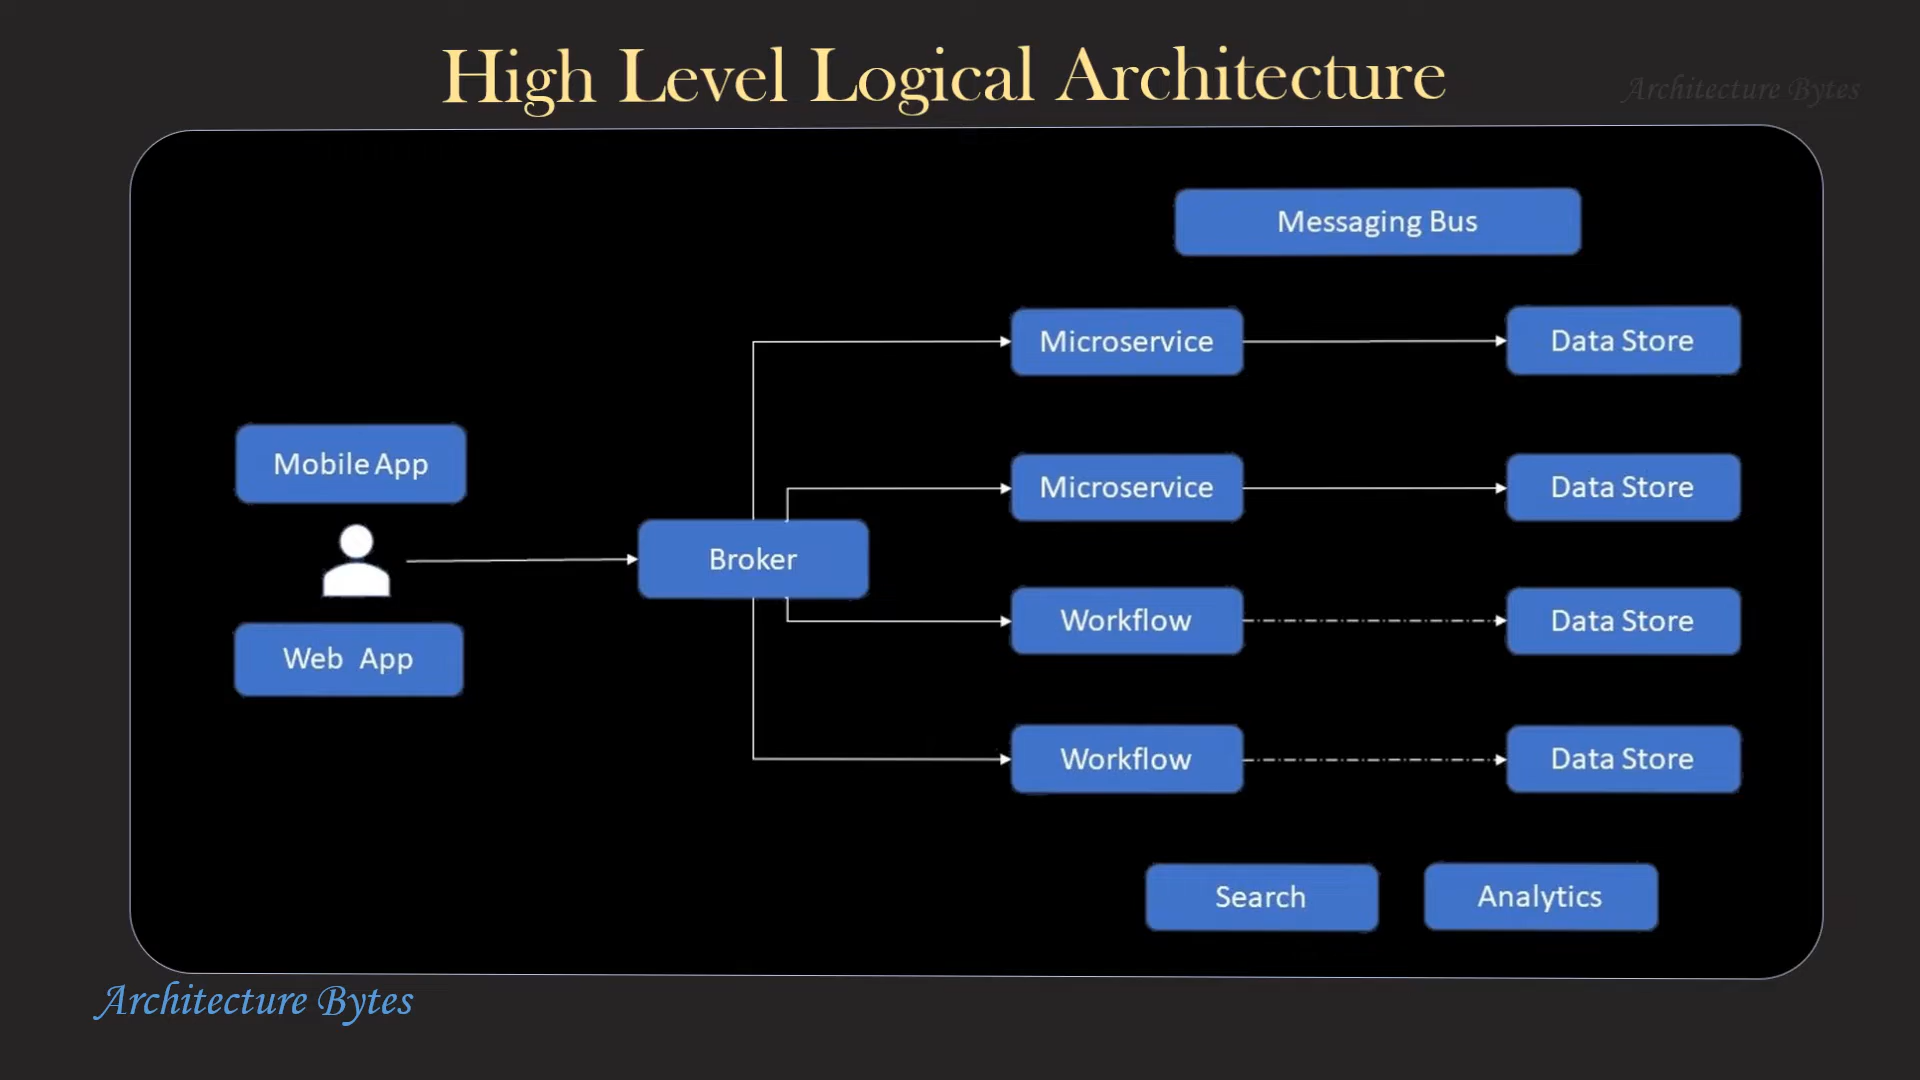 High Level Logical Architecture
Architecture Bytes
Messaging Bus
Microservice
Data Store
Mobile App
Microservice
Data Store
Broker
Workflow
Data Store
Web App
Workflow
Data Store
Search
Analytics
Architecture Bytes